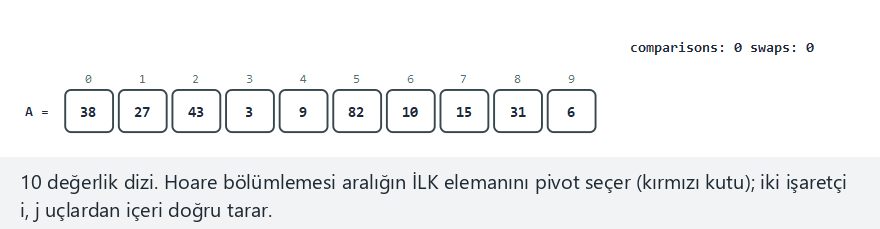 comparisons: 0 swaps: 0
0 1 2 3 4 5 6 7 8 9
A = 38 27 43 3 9 82 10 15 31 6
10 değerlik dizi. Hoare bölümlemesi aralığın İLK elemanını pivot seçer (kırmızı kutu); iki işaretçi
i, j uçlardan içeri doğru tarar.